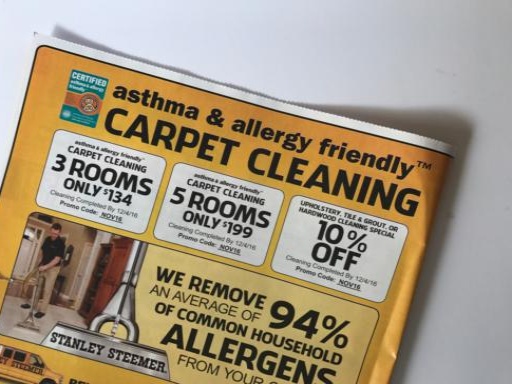 CERTIFIED
asthma & allergy
friendly
asthma & allergy friendly™
CARPET CLEANING
asthma & allergy friendly™
CARPET CLEANING
3 ROOMS
ONLY $134
Cleaning Completed By 12/4/16
Promo Code: NOV16
asthma & allergy friendly™
CARPET CLEANING
5 ROOMS
ONLY $199
Cleaning Completed By 12/4/16
Promo Code: NOV16
UPHOLSTERY, TILE & GROUT, OR
HARDWOOD CLEANING SPECIAL
10%
OFF
Cleaning Completed By 12/4/16
Promo Code: NOV16
WE REMOVE
AN AVERAGE OF 94%
OF COMMON HOUSEHOLD
ALLERGENS
FROM YOUR
STANLEY STEEMER